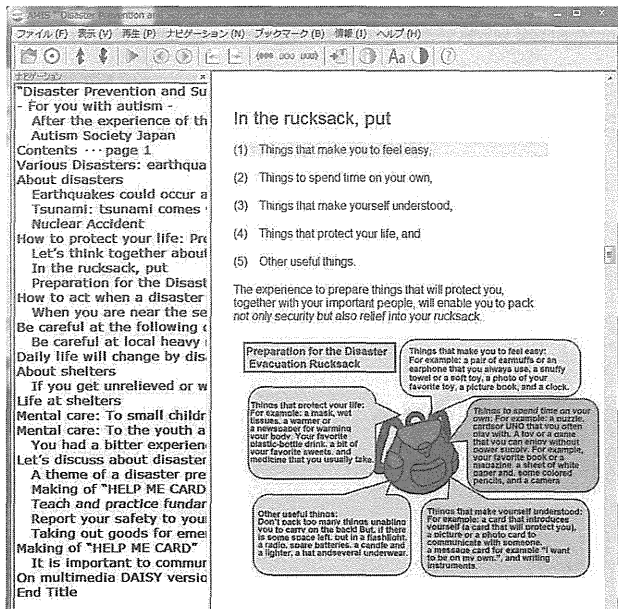 AMIS "Disaster Prevention an
ファイル(F) 表示(V) 再生(P) ナビゲーション(N) ブックマーク(B) 情報(I) ヘルプ(H)
Aa
ナビゲーション ×
"Disaster Prevention and Su
- For you with autism -
After the experience of th
Autism Society Japan
Contents ···page 1
Various Disasters: earthqua
About disasters
Earthquakes could occur a
Tsunami: tsunami comes
Nuclear Accident
How to protect your life: Pre
Let's think together about
In the rucksack, put
Preparation for the Disast
How to act when a disaster
When you are near the se
Be careful at the following
Be careful at local heavy
Daily life will change by dis
About shelters
If you get unrelieved or w
Life at shelters
Mental care: To small childr
Mental care: To the youth a
You had a bitter experien
Let's discuss about disaster
A theme of a disaster pre
Making of "HELP ME CARD
Teach and practice fundar
Report your safety to you
Taking out goods for emer
Making of "HELP ME CARD"
It is important to commur
On multimedia DAISY versic
End Title
In the rucksack, put
(1) Things that make you to feel easy,
(2) Things to spend time on your own,
(3) Things that make yourself understood,
(4) Things that protect your life, and
(5) Other useful things.
The experience to prepare things that will protect you,
together with your important people, will enable you to pack
not only security but also relief into your rucksack.
Preparation for the Disaster
Evacuation Rucksack
Things that make you to feel easy:
For example: a pair of earmuffs or an
earphone that you always use, a snuffy
towel or a soft toy, a photo of your
favorite toy, a picture book, and a clock.
Things that protect your life:
For example: a mask, wet
tissues, a warmer or
a newspaper for warming
your body. Your favorite
plastic-bottle drink, a bit of
your favorite sweets, and
medicine that you usually take.
Things to spend time on your
own: For example: a puzzle,
cardsor UNO that you often
play with. A toy or a game
that you can enjoy without
power supply. For example,
your favorite book or a
magazine, a sheet of white
paper and, some colored
pencils, and a camera
Other useful things:
Don't pack too many things unabling
you to carry on the back! But, if there
is some space left, put in a flashlight,
a radio, spare batteries, a candle and
a lighter, a hat andseveral underwear.
Things that make yourself understood:
For example: a card that introduces
yourself (a card that will protect you),
a picture or a photo card to
communicate with someone,
a message card for example "I want
to be on my own.", and writing
instruments